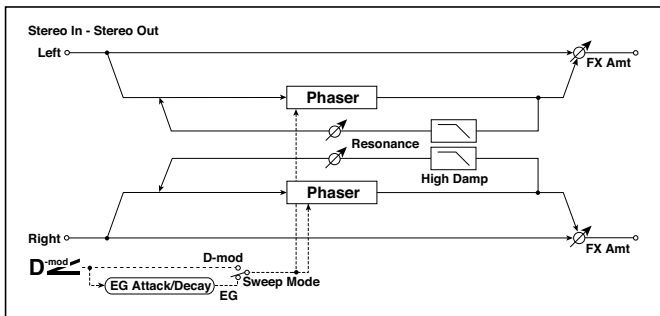 Stereo In - Stereo Out
Left
FX Amt
Phaser
Resonance
High Damp
Phaser
Right
FX Amt
D-mod
D-mod
Sweep Mode
EG Attack/Decay
EG